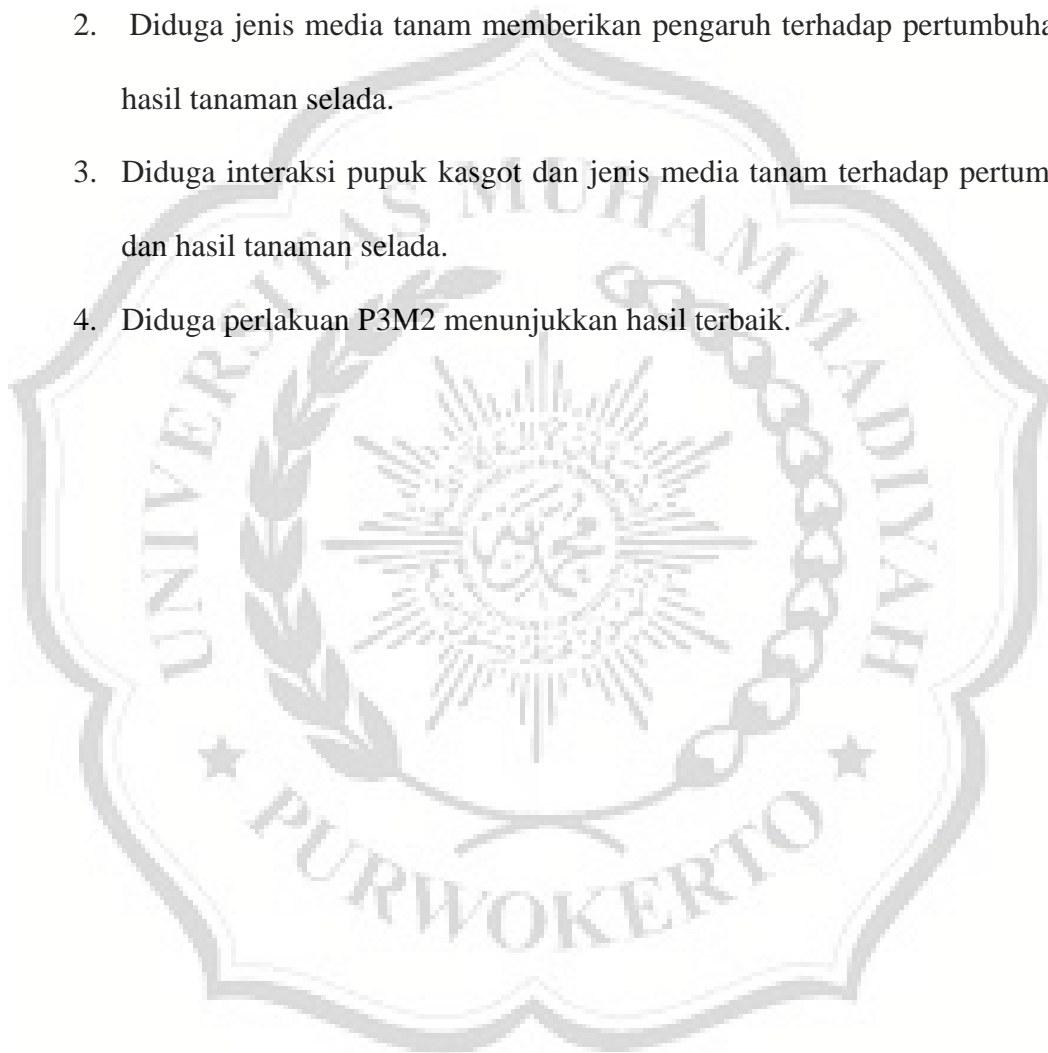 2. Diduga jenis media tanam memberikan pengaruh terhadap pertumbuha
hasil tanaman selada.
3. Diduga interaksi pupuk kasgot dan jenis media tanam terhadap pertum
dan hasil tanaman selada.
4. Diduga perlakuan P3M2 menunjukkan hasil terbaik.
UNIVERSITAS MUHAMMADIYAH
★ PURWOKERTO ★